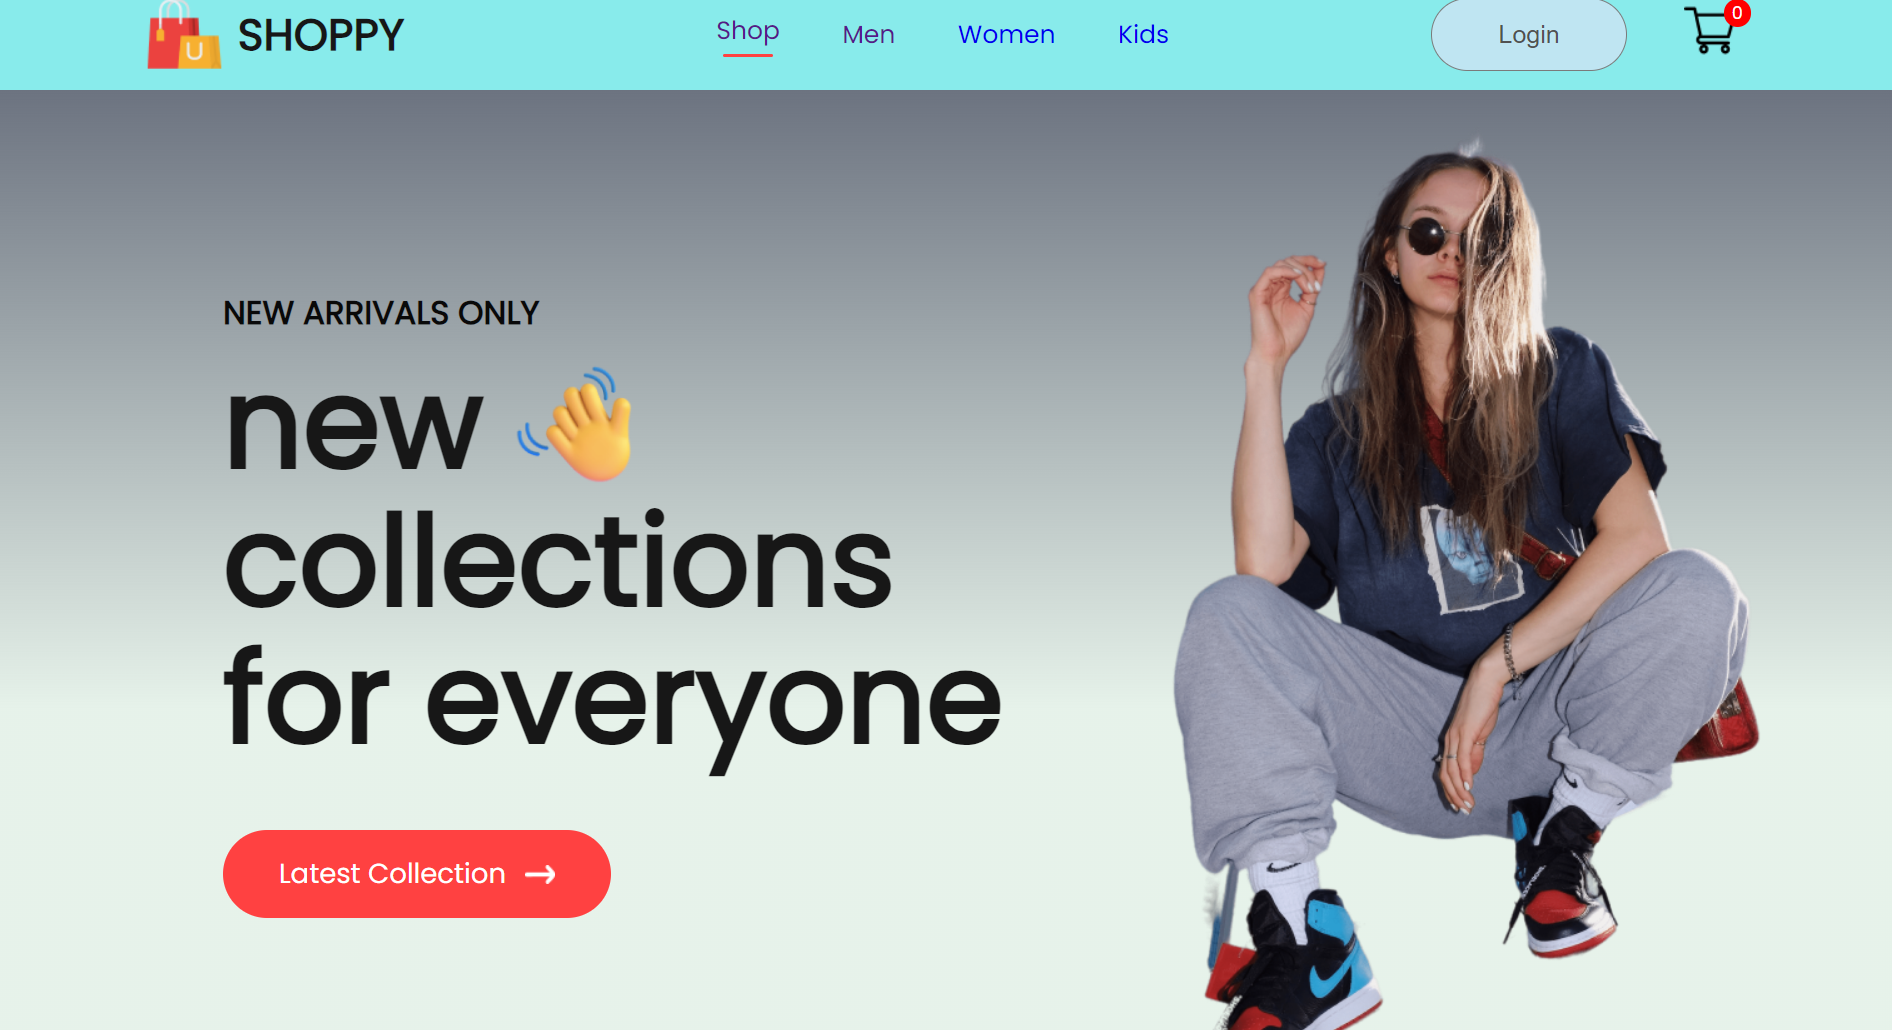 U
SHOPPY
Shop
Men
Women
Kids
Login
0
NEW ARRIVALS ONLY
new
collections
for everyone
Latest Collection